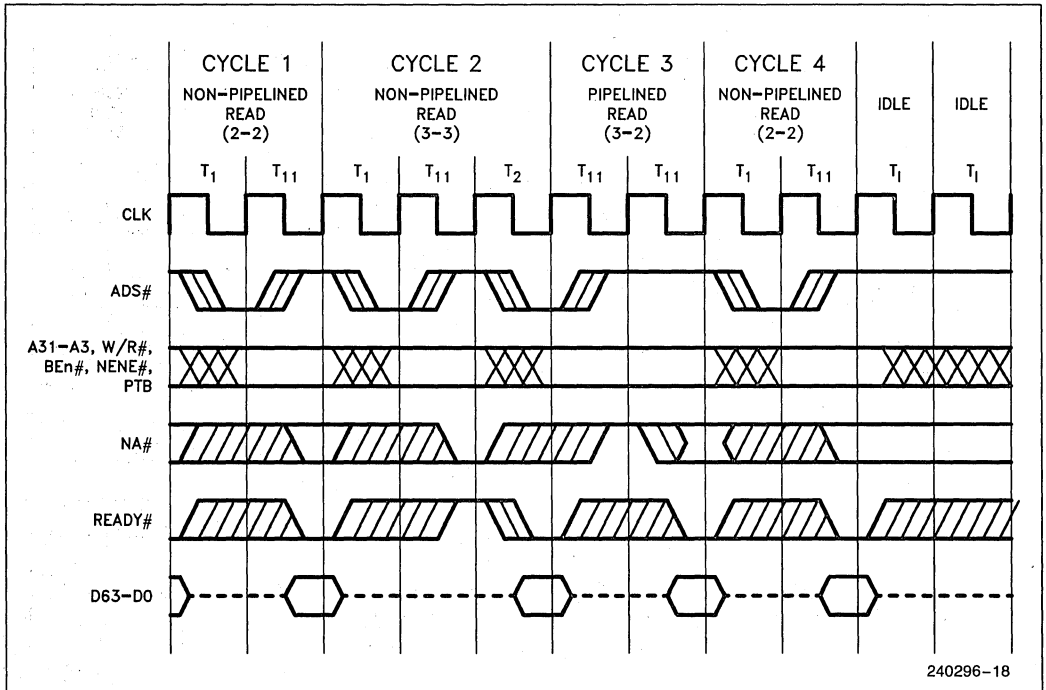 CYCLE 1 CYCLE 2 CYCLE 3 CYCLE 4
NON-PIPELINED NON-PIPELINED PIPELINED NON-PIPELINED
READ READ READ READ IDLE IDLE
(2-2) (3-3) (3-2) (2-2)
T1 T11 T1 T11 T2 T11 T11 T1 T11 TI TI
CLK
ADS#
A31-A3, W/R#,
BEn#, NENE#,
PTB
NA#
READY#
D63-D0
240296-18